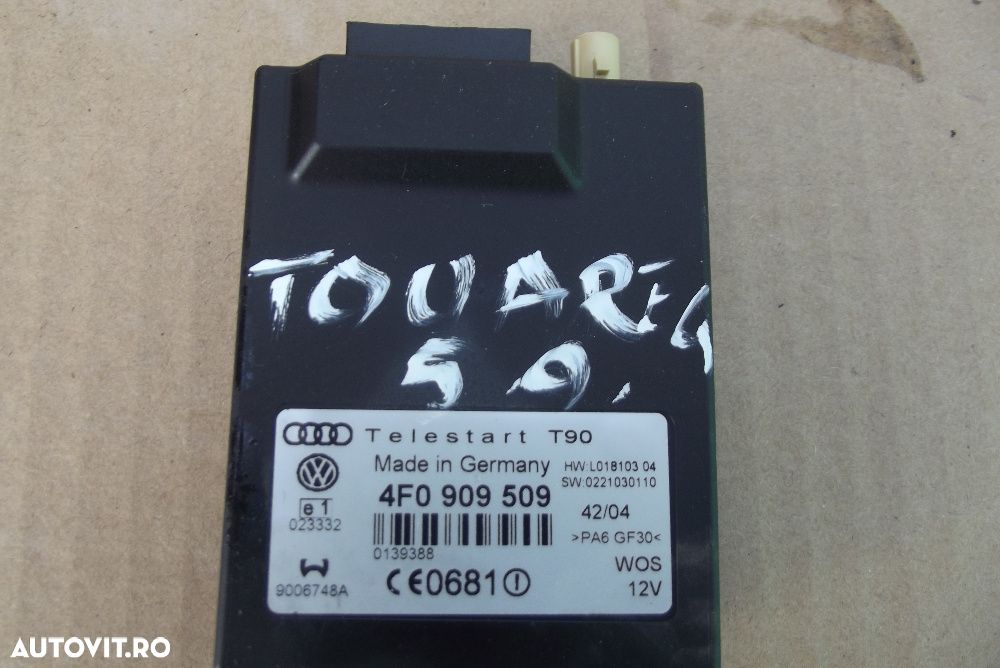 TOUAREG
5.0.
Telestart T90
Made in Germany
HW:L018103 04
SW:0221030110
4F0 909 509
e1
023332
42/04
>PA6 GF30<
0139388
WOS
9006748A
CE0681
12V
AUTOVIT.RO